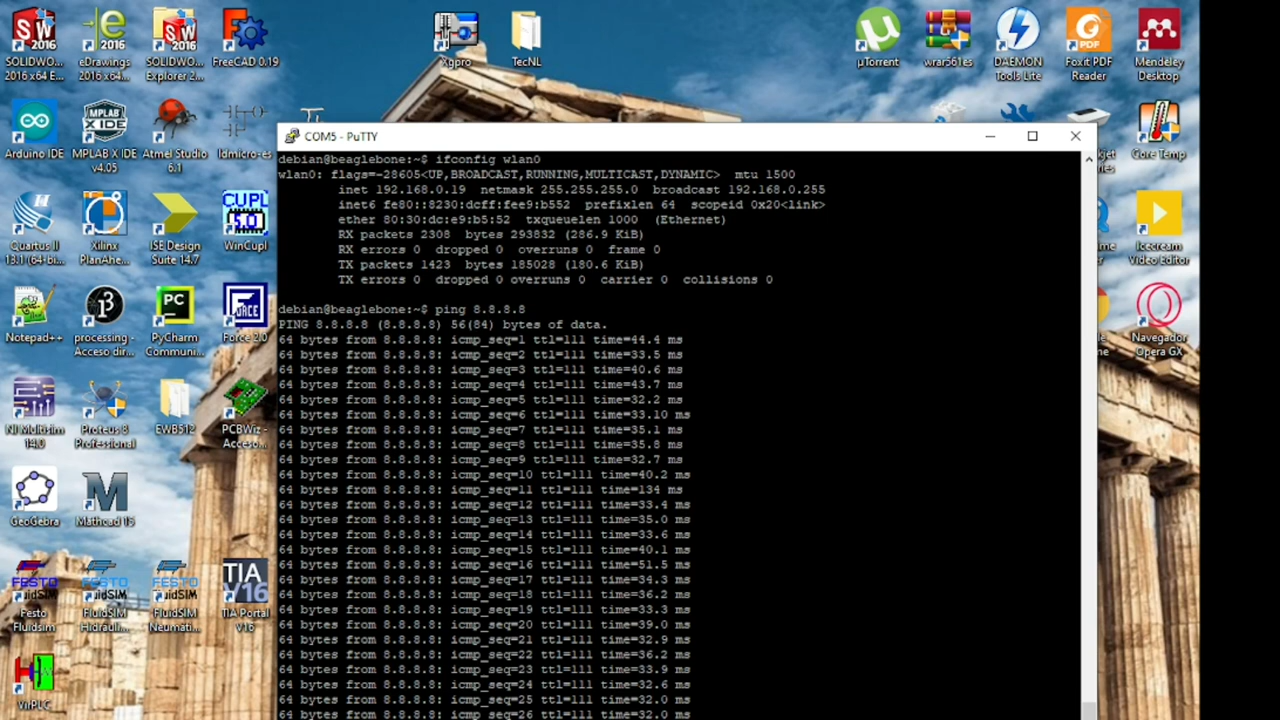 SOLIDWO...
2016 x64 E...
eDrawings
2016 x64...
SOLIDWO...
Explorer 2...
FreeCAD 0.19
Xgpro
TecNL
µTorrent
wrar561es
DAEMON
Tools Lite
Foxit PDF
Reader
Mendeley
Desktop
Arduino IDE
MPLAB X IDE
v4.05
Atmel Studio
6.1
ldmicro-es
Core Temp
COM5 - PuTTY
debian@beaglebone:~$ ifconfig wlan0
wlan0: flags=-28605<UP,BROADCAST,RUNNING,MULTICAST,DYNAMIC>  mtu 1500
inet 192.168.0.19  netmask 255.255.255.0  broadcast 192.168.0.255
inet6 fe80::8230:dcff:fee9:b552  prefixlen 64  scopeid 0x20<link>
ether 80:30:dc:e9:b5:52  txqueuelen 1000  (Ethernet)
RX packets 2308  bytes 293832 (286.9 KiB)
RX errors 0  dropped 0  overruns 0  frame 0
TX packets 1423  bytes 185028 (180.6 KiB)
TX errors 0  dropped 0 overruns 0  carrier 0  collisions 0
debian@beaglebone:~$ ping 8.8.8.8
PING 8.8.8.8 (8.8.8.8) 56(84) bytes of data.
64 bytes from 8.8.8.8: icmp_seq=1 ttl=111 time=44.4 ms
64 bytes from 8.8.8.8: icmp_seq=2 ttl=111 time=33.5 ms
64 bytes from 8.8.8.8: icmp_seq=3 ttl=111 time=40.6 ms
64 bytes from 8.8.8.8: icmp_seq=4 ttl=111 time=43.7 ms
64 bytes from 8.8.8.8: icmp_seq=5 ttl=111 time=32.2 ms
64 bytes from 8.8.8.8: icmp_seq=6 ttl=111 time=33.10 ms
64 bytes from 8.8.8.8: icmp_seq=7 ttl=111 time=35.1 ms
64 bytes from 8.8.8.8: icmp_seq=8 ttl=111 time=35.8 ms
64 bytes from 8.8.8.8: icmp_seq=9 ttl=111 time=32.7 ms
64 bytes from 8.8.8.8: icmp_seq=10 ttl=111 time=40.2 ms
64 bytes from 8.8.8.8: icmp_seq=11 ttl=111 time=134 ms
64 bytes from 8.8.8.8: icmp_seq=12 ttl=111 time=33.4 ms
64 bytes from 8.8.8.8: icmp_seq=13 ttl=111 time=35.0 ms
64 bytes from 8.8.8.8: icmp_seq=14 ttl=111 time=33.6 ms
64 bytes from 8.8.8.8: icmp_seq=15 ttl=111 time=40.1 ms
64 bytes from 8.8.8.8: icmp_seq=16 ttl=111 time=51.5 ms
64 bytes from 8.8.8.8: icmp_seq=17 ttl=111 time=34.3 ms
64 bytes from 8.8.8.8: icmp_seq=18 ttl=111 time=36.2 ms
64 bytes from 8.8.8.8: icmp_seq=19 ttl=111 time=33.3 ms
64 bytes from 8.8.8.8: icmp_seq=20 ttl=111 time=39.0 ms
64 bytes from 8.8.8.8: icmp_seq=21 ttl=111 time=32.9 ms
64 bytes from 8.8.8.8: icmp_seq=22 ttl=111 time=36.2 ms
64 bytes from 8.8.8.8: icmp_seq=23 ttl=111 time=33.9 ms
64 bytes from 8.8.8.8: icmp_seq=24 ttl=111 time=32.6 ms
64 bytes from 8.8.8.8: icmp_seq=25 ttl=111 time=32.0 ms
64 bytes from 8.8.8.8: icmp_seq=26 ttl=111 time=32.0 ms
Quartus II
13.1 (64-bi...
Xilinx
PlanAhe...
ISE Design
Suite 14.7
CUPL
5.0
WinCupl
Icecream
Video Editor
Notepad++
processing -
Acceso dir...
PyCharm
Communi...
FORCE
Force 2.0
Navegador
Opera GX
NI Multisim
14.0
Proteus 8
Professional
EWB512
PCBWiz -
Acceso...
GeoGebra
Mathcad 15
FESTO
Festo
Fluidsim
FESTO
FluidSIM
Hidrauli...
FESTO
FluidSIM
Neumati...
TIA
V16
TIA Portal
V16
VirPLC